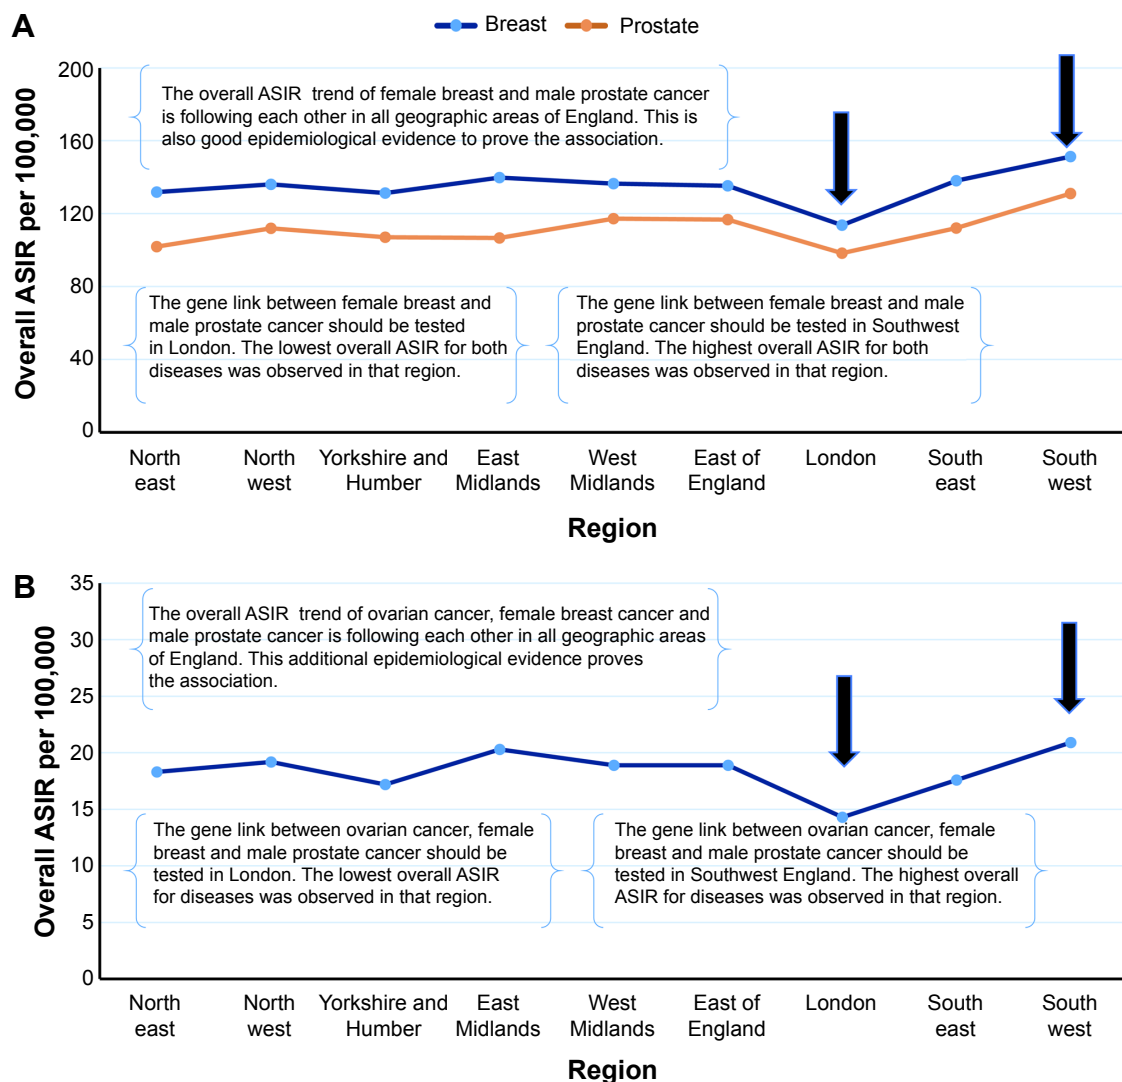 A
Breast
Prostate
Overall ASIR per 100,000
200
160
120
80
40
0
The overall ASIR trend of female breast and male prostate cancer
is following each other in all geographic areas of England. This is
also good epidemiological evidence to prove the association.
The gene link between female breast and
male prostate cancer should be tested
in London. The lowest overall ASIR for both
diseases was observed in that region.
The gene link between female breast and male
prostate cancer should be tested in Southwest
England. The highest overall ASIR for both
diseases was observed in that region.
North
east
North
west
Yorkshire and
Humber
East
Midlands
West
Midlands
East of
England
London
South
east
South
west
Region
B
Overall ASIR per 100,000
35
30
25
20
15
10
5
0
The overall ASIR trend of ovarian cancer, female breast cancer and
male prostate cancer is following each other in all geographic areas
of England. This additional epidemiological evidence proves
the association.
The gene link between ovarian cancer, female
breast and male prostate cancer should be
tested in London. The lowest overall ASIR
for diseases was observed in that region.
The gene link between ovarian cancer, female
breast and male prostate cancer should be
tested in Southwest England. The highest overall
ASIR for diseases was observed in that region.
North
east
North
west
Yorkshire and
Humber
East
Midlands
West
Midlands
East of
England
London
South
east
South
west
Region